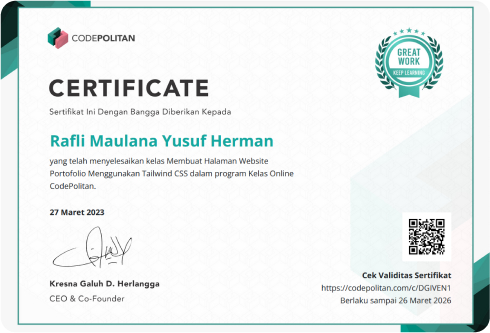 CODEPOLITAN
GREAT
WORK
KEEP LEARNING
CERTIFICATE
Sertifikat Ini Dengan Bangga Diberikan Kepada
Rafli Maulana Yusuf Herman
yang telah menyelesaikan kelas Membuat Halaman Website
Portofolio Menggunakan Tailwind CSS dalam program Kelas Online
CodePolitan.
27 Maret 2023
Kresna Galuh D. Herlangga
CEO & Co-Founder
Cek Validitas Sertifikat
https://codepolitan.com/c/DGIVEN1
Berlaku sampai 26 Maret 2026